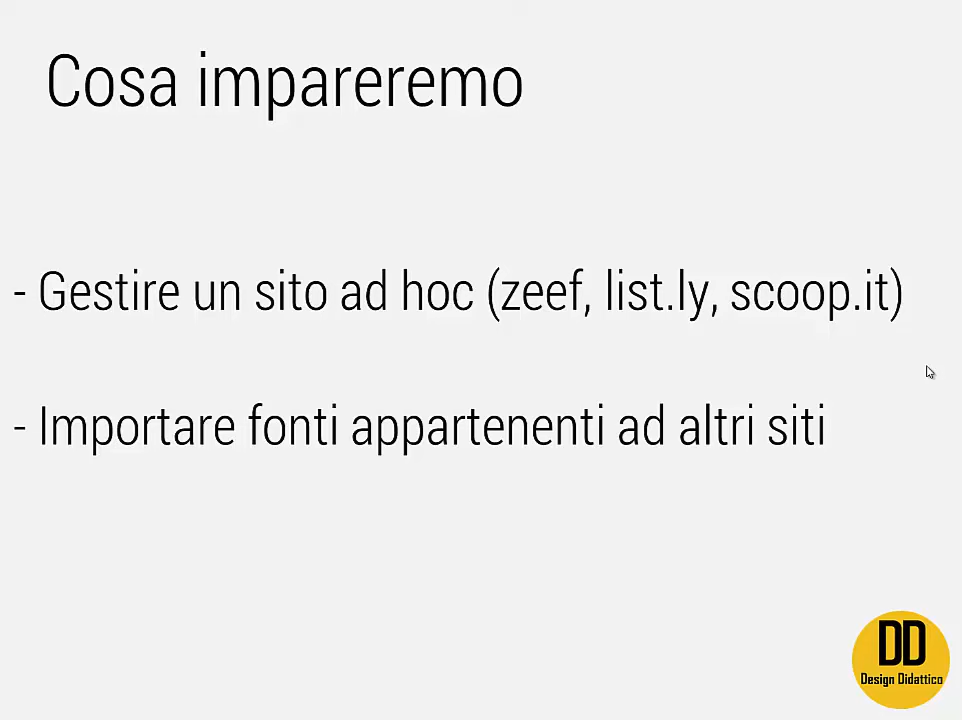 Cosa impareremo
- Gestire un sito ad hoc (zeef, list.ly, scoop.it)
- Importare fonti appartenenti ad altri siti
DD
Design Didattico